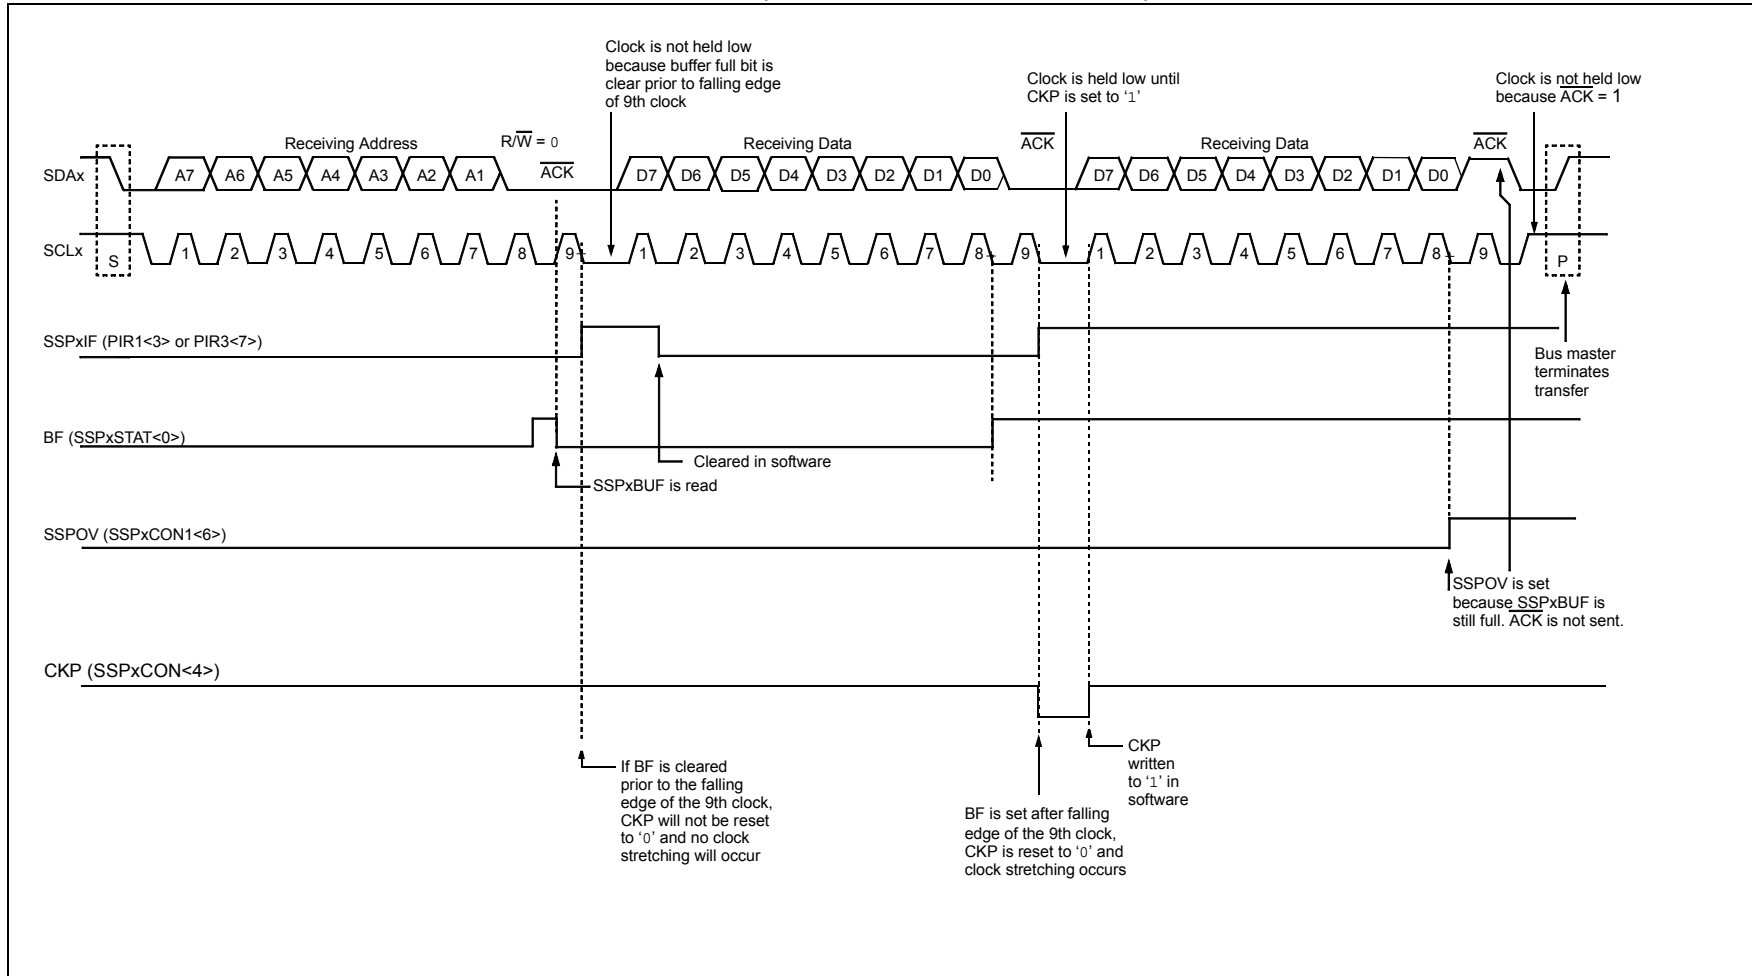 Clock is not held low
because buffer full bit is
clear prior to falling edge
of 9th clock
Clock is held low until
CKP is set to ‘1’
Clock is not held low
because ACK = 1
Receiving Address
R/W = 0
ACK
Receiving Data
ACK
Receiving Data
ACK
SDAx
A7 A6 A5 A4 A3 A2 A1
D7 D6 D5 D4 D3 D2 D1 D0
D7 D6 D5 D4 D3 D2 D1 D0
SCLx
S
1 2 3 4 5 6 7 8 9
1 2 3 4 5 6 7 8 9
1 2 3 4 5 6 7 8 9
P
SSPxIF (PIR1<3> or PIR3<7>)
Bus master
terminates
transfer
BF (SSPxSTAT<0>)
Cleared in software
SSPxBUF is read
SSPOV (SSPxCON1<6>)
SSPOV is set
because SSPxBUF is
still full. ACK is not sent.
CKP (SSPxCON<4>)
CKP
written
to ‘1’ in
software
If BF is cleared
prior to the falling
edge of the 9th clock,
CKP will not be reset
to ‘0’ and no clock
stretching will occur
BF is set after falling
edge of the 9th clock,
CKP is reset to ‘0’ and
clock stretching occurs